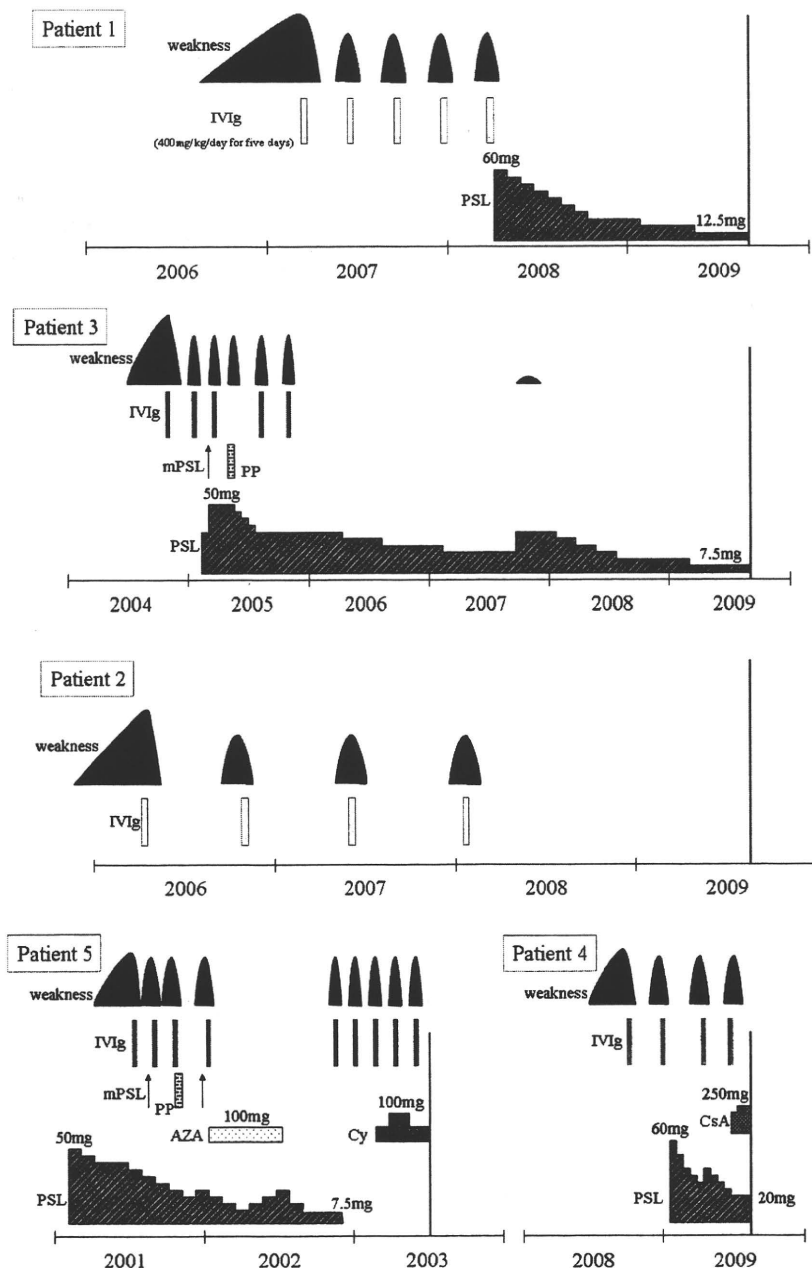 Patient 1
weakness
IVIg
(400mg/kg/day for five days)
60mg
PSL
12.5mg
2006 2007 2008 2009
Patient 3
weakness
IVIg
mPSL PP
50mg
PSL
7.5mg
2004 2005 2006 2007 2008 2009
Patient 2
weakness
IVIg
2006 2007 2008 2009
Patient 5
weakness
IVIg
mPSL
PP
100mg
AZA
100mg
Cy
50mg
PSL
7.5mg
2001 2002 2003
Patient 4
weakness
IVIg
250mg
CsA
60mg
PSL
20mg
2008 2009